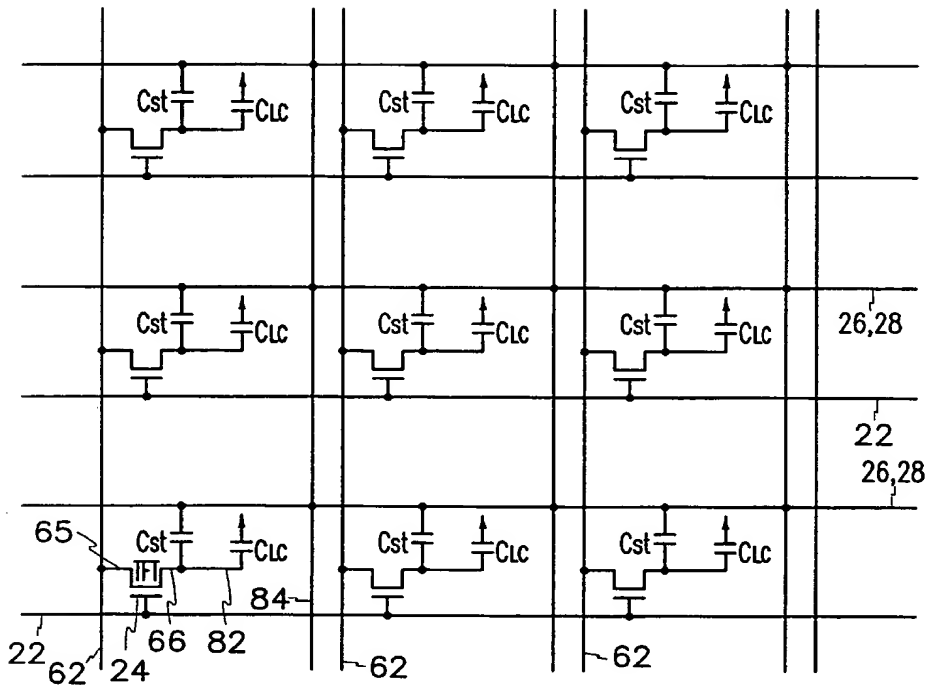 Cst CLC Cst CLC Cst CLC
Cst CLC Cst CLC Cst CLC
26,28
22
26,28
65 TFT Cst CLC Cst CLC Cst CLC
84
22 62 24 66 82 62 62